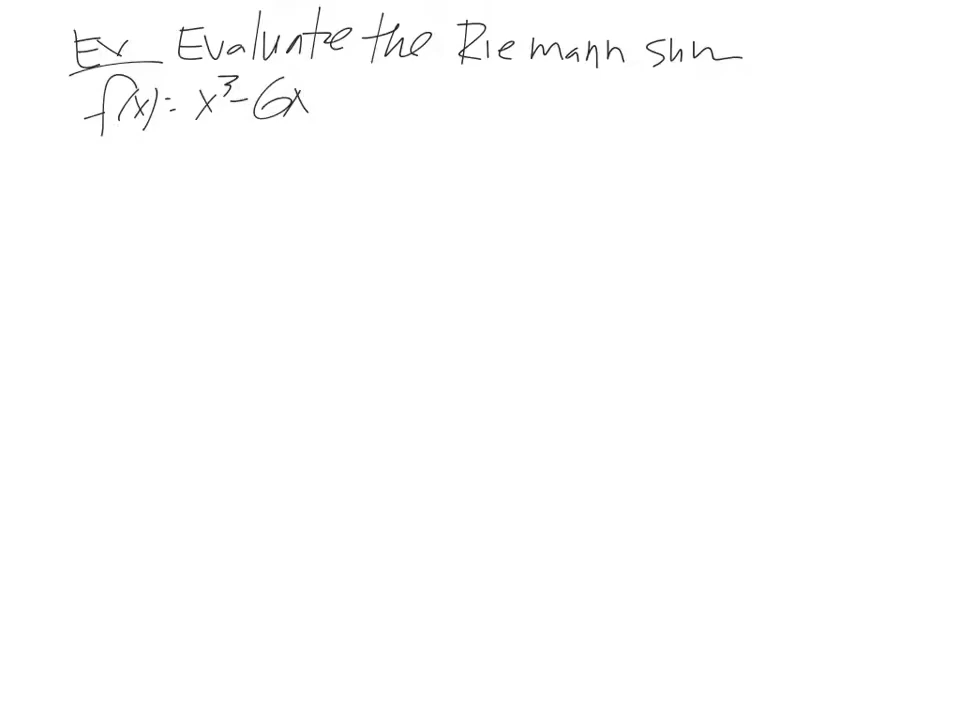 Ex Evaluate the Riemann sum
f(x) = x³ - 6x